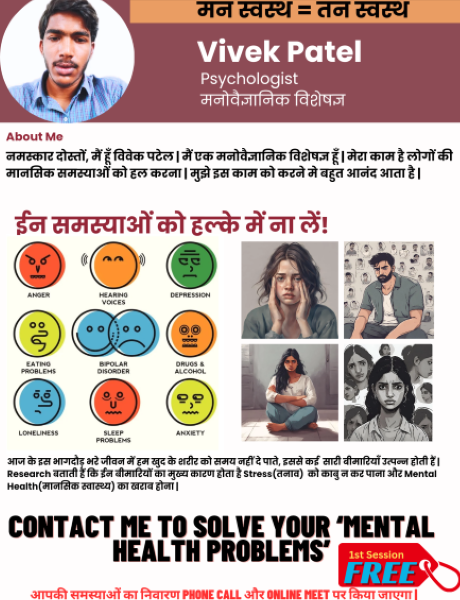 मन स्वस्थ = तन स्वस्थ
Vivek Patel
Psychologist
मनोवैज्ञानिक विशेषज्ञ
About Me
नमस्कार दोस्तों, मैं हूँ विवेक पटेल | मैं एक मनोवैज्ञानिक विशेषज्ञ हूँ | मेरा काम है लोगों की
मानसिक समस्याओं को हल करना | मुझे इस काम को करने मे बहुत आनंद आता है |
ईन समस्याओं को हल्के में ना लें!
ANGER
HEARING
VOICES
DEPRESSION
EATING
PROBLEMS
BIPOLAR
DISORDER
DRUGS &
ALCOHOL
LONELINESS
SLEEP
PROBLEMS
ANXIETY
आज के इस भागदौड़ भरे जीवन में हम खुद के शरीर को समय नहीं दे पाते, इससे कई सारी बीमारियाँ उत्पन्न होती हैं |
Research बताती हैं कि ईन बीमारियों का मुख्य कारण होता है Stress(तनाव) को काबु न कर पाना और Mental
Health(मानसिक स्वास्थ्य) का खराब होना |
CONTACT ME TO SOLVE YOUR ‘MENTAL
HEALTH PROBLEMS’
1st Session
FREE
आपकी समस्याओं का निवारण PHONE CALL और ONLINE MEET पर किया जाएगा |